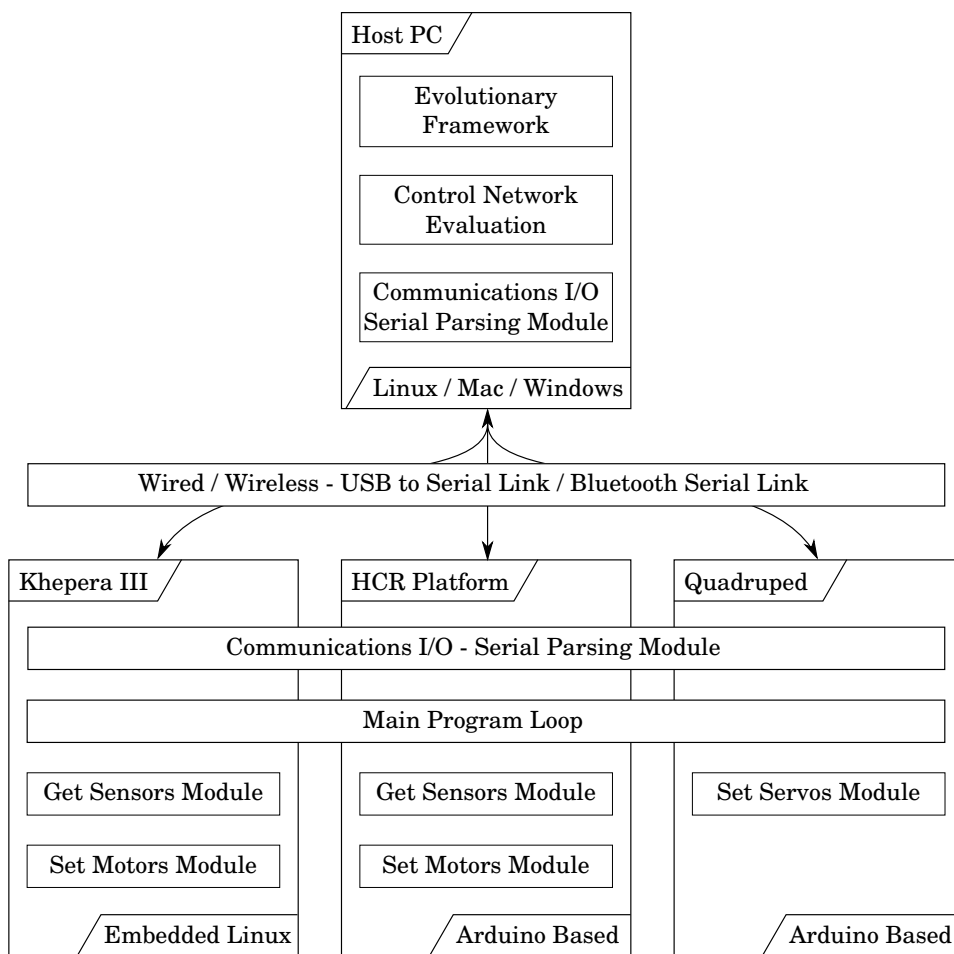 Host PC
Evolutionary
Framework
Control Network
Evaluation
Communications I/O
Serial Parsing Module
Linux / Mac / Windows
Wired / Wireless - USB to Serial Link / Bluetooth Serial Link
Khepera III
HCR Platform
Quadruped
Communications I/O - Serial Parsing Module
Main Program Loop
Get Sensors Module
Get Sensors Module
Set Servos Module
Set Motors Module
Set Motors Module
Embedded Linux
Arduino Based
Arduino Based